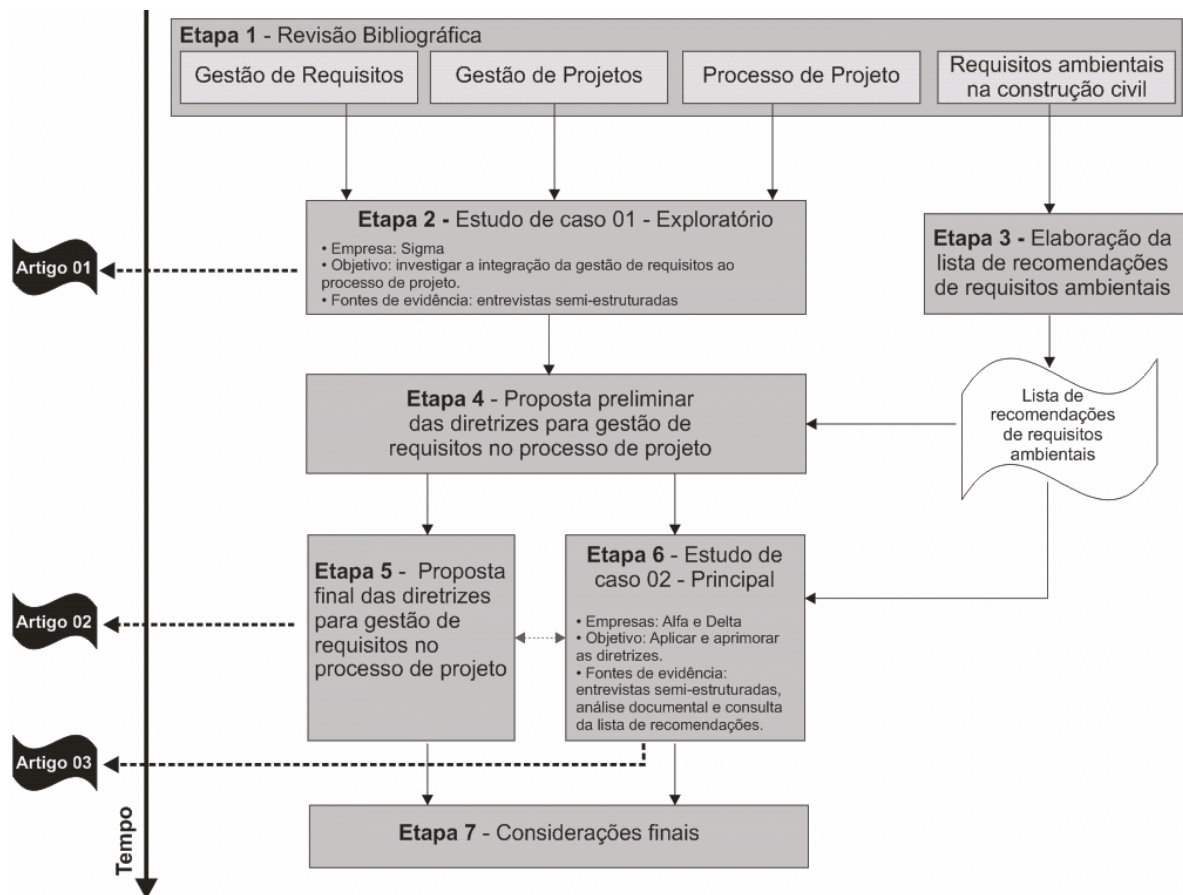 Etapa 1 - Revisão Bibliográfica
Gestão de Requisitos
Gestão de Projetos
Processo de Projeto
Requisitos ambientais
na construção civil
Etapa 2 - Estudo de caso 01 - Exploratório
• Empresa: Sigma
• Objetivo: investigar a integração da gestão de requisitos ao
processo de projeto.
• Fontes de evidência: entrevistas semi-estruturadas
Etapa 3 - Elaboração da
lista de recomendações
de requisitos ambientais
Artigo 01
Etapa 4 - Proposta preliminar
das diretrizes para gestão de
requisitos no processo de projeto
Lista de
recomendações
de requisitos
ambientais
Etapa 5 - Proposta
final das diretrizes
para gestão de
requisitos no
processo de projeto
Etapa 6 - Estudo de
caso 02 - Principal
• Empresas: Alfa e Delta
• Objetivo: Aplicar e aprimorar
as diretrizes.
• Fontes de evidência:
entrevistas semi-estruturadas,
análise documental e consulta
da lista de recomendações.
Artigo 02
Artigo 03
Etapa 7 - Considerações finais
Tempo